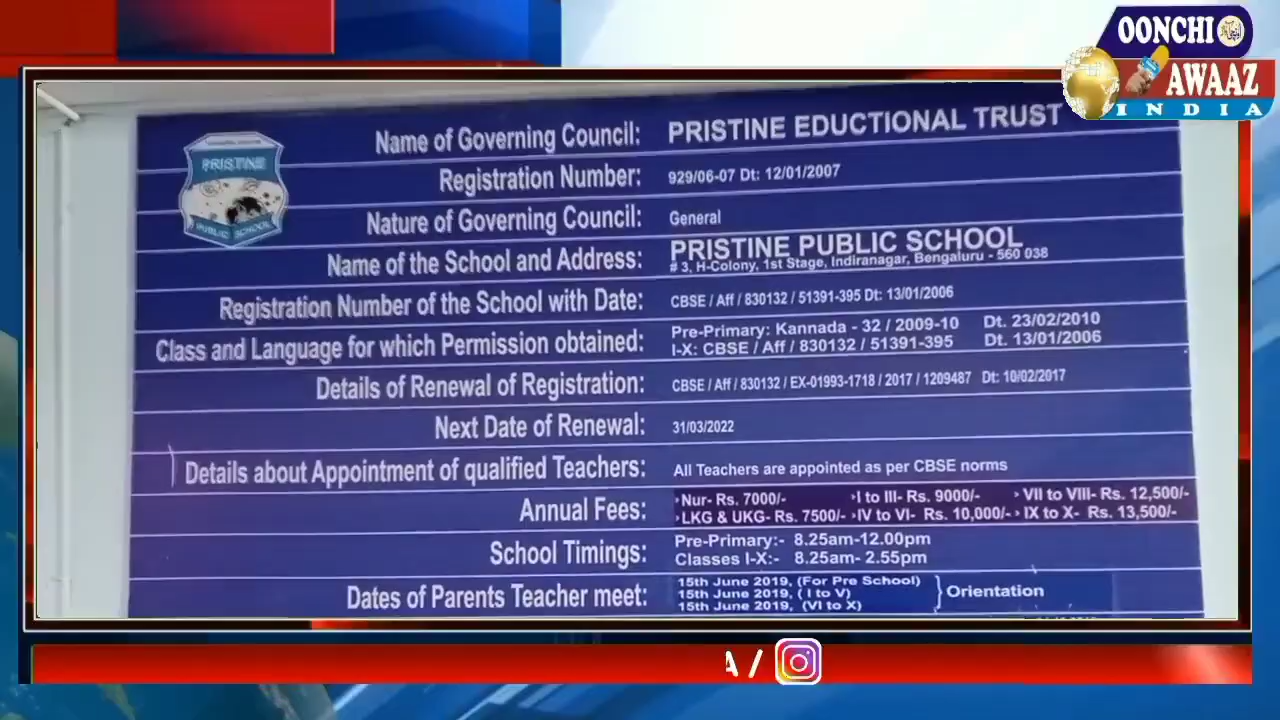 OONCHI
AWAAZ
INDIA
PRISTINE
PUBLIC SCHOOL
Name of Governing Council: PRISTINE EDUCTIONAL TRUST
Registration Number: 929/06-07 Dt: 12/01/2007
Nature of Governing Council: General
Name of the School and Address: PRISTINE PUBLIC SCHOOL
# 3, H-Colony, 1st Stage, Indiranagar, Bengaluru - 560 038
Registration Number of the School with Date: CBSE / Aff / 830132 / 51391-395 Dt: 13/01/2006
Class and Language for which Permission obtained: Pre-Primary: Kannada - 32 / 2009-10 Dt. 23/02/2010
I-X: CBSE / Aff / 830132 / 51391-395 Dt. 13/01/2006
Details of Renewal of Registration: CBSE / Aff / 830132 / EX-01993-1718 / 2017 / 1209487 Dt: 10/02/2017
Next Date of Renewal: 31/03/2022
Details about Appointment of qualified Teachers: All Teachers are appointed as per CBSE norms
Annual Fees: Nur- Rs. 7000/- I to III- Rs. 9000/- VII to VIII- Rs. 12,500/-
LKG & UKG- Rs. 7500/- IV to VI- Rs. 10,000/- IX to X- Rs. 13,500/-
School Timings: Pre-Primary:- 8.25am-12.00pm
Classes I-X:- 8.25am- 2.55pm
Dates of Parents Teacher meet: 15th June 2019, (For Pre School)
15th June 2019, ( I to V) Orientation
15th June 2019, (VI to X)
A /